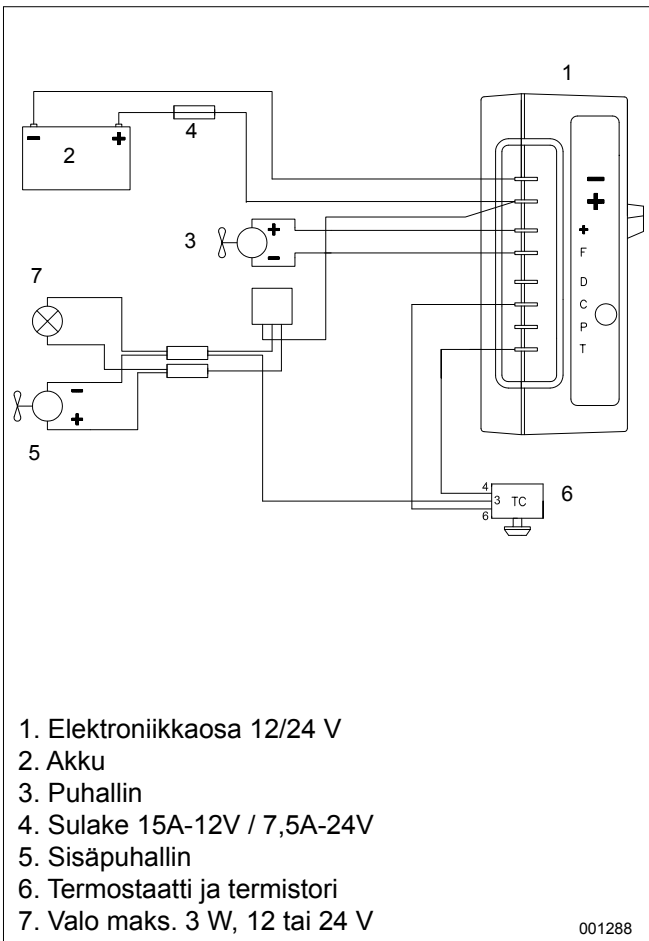 1
− +
2
4
−
+
+
F
D
C
P
T
3
+
−
7
−
+
5
4
3 TC
6
6
1. Elektroniikkaosa 12/24 V
2. Akku
3. Puhallin
4. Sulake 15A-12V / 7,5A-24V
5. Sisäpuhallin
6. Termostaatti ja termistori
7. Valo maks. 3 W, 12 tai 24 V
001288